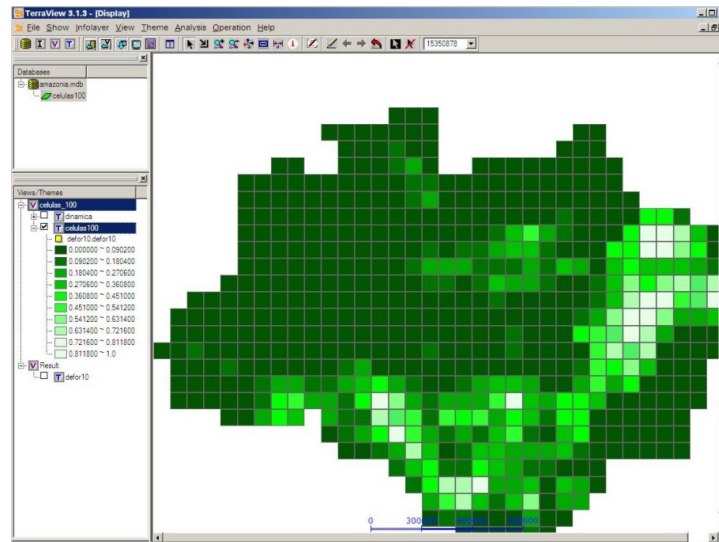 TerraView 3.1.3 - [Display]
File Show Infolayer View Theme Analysis Operation Help
15350878
Databases
amazonia.mdb
celulas100
Views/Themes
celulas_100
dinamica
celulas100
defor10.defor10
0.000000 ~ 0.090200
0.090200 ~ 0.180400
0.180400 ~ 0.270600
0.270600 ~ 0.360800
0.360800 ~ 0.451000
0.451000 ~ 0.541200
0.541200 ~ 0.631400
0.631400 ~ 0.721600
0.721600 ~ 0.811800
0.811800 ~ 1.0
Result
defor10
0